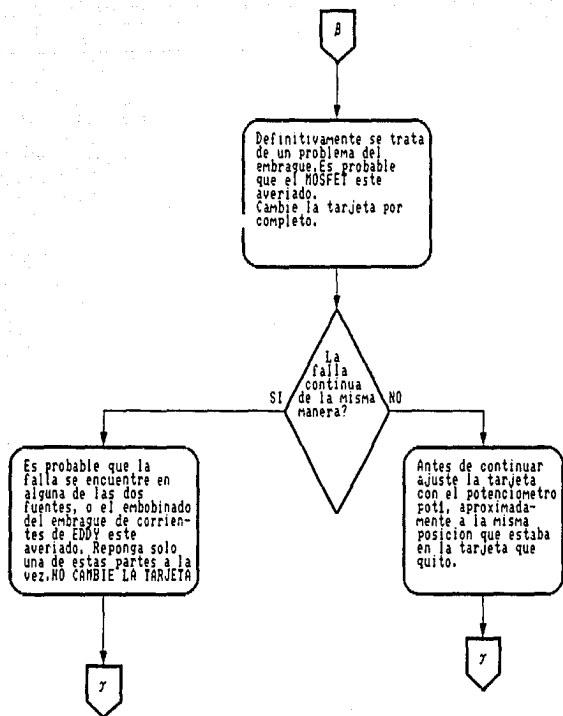 β
Definitivamente se trata
de un problema del
embrague.Es probable
que el MOSFET este
averiado.
Cambie la tarjeta por
completo.
La
falla
continua
de la misma
manera?
SI
NO
Es probable que la
falla se encuentre en
alguna de las dos
fuentes, o el embobinado
del embrague de corrien-
tes de EDDY este
averiado. Reponga solo
una de estas partes a la
vez.NO CAMBIE LA TARJETA
Antes de continuar
ajuste la tarjeta
con el potenciometro
pot1, aproximada-
mente a la misma
posicion que estaba
en la tarjeta que
quito.
γ
γ